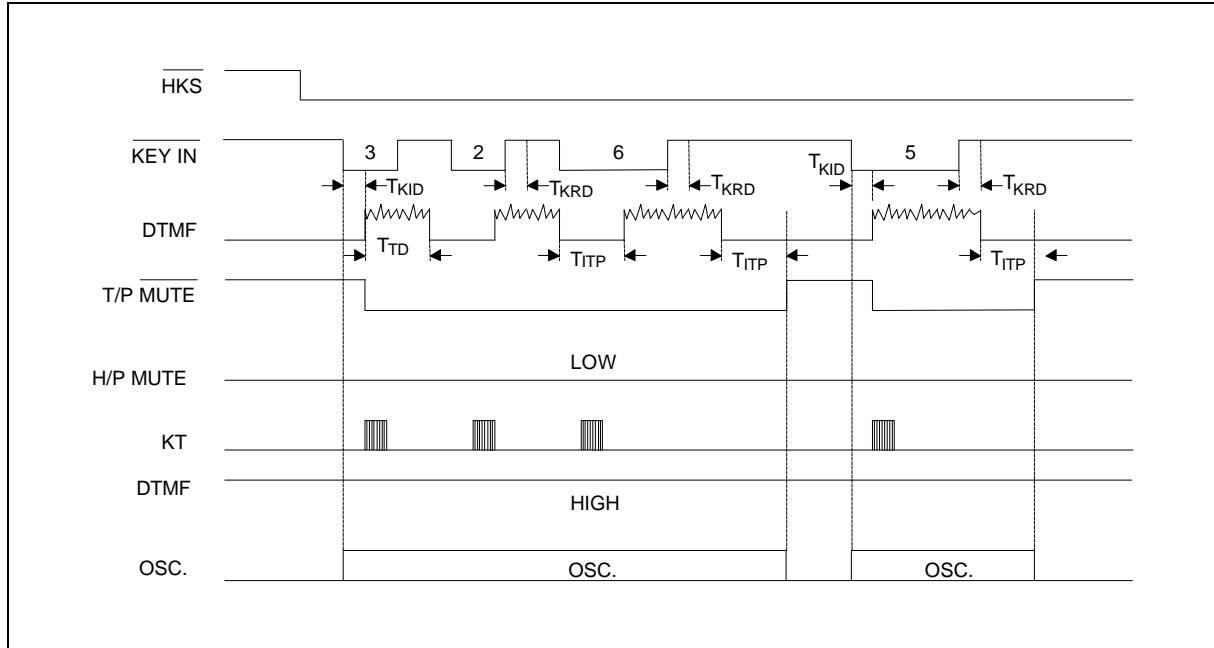 HKS
KEY IN
3
2
6
5
TKID
TKRD
TKRD
TKID
TKRD
DTMF
TTD
TITP
TITP
TITP
T/P MUTE
LOW
H/P MUTE
KT
DTMF
HIGH
OSC.
OSC.
OSC.